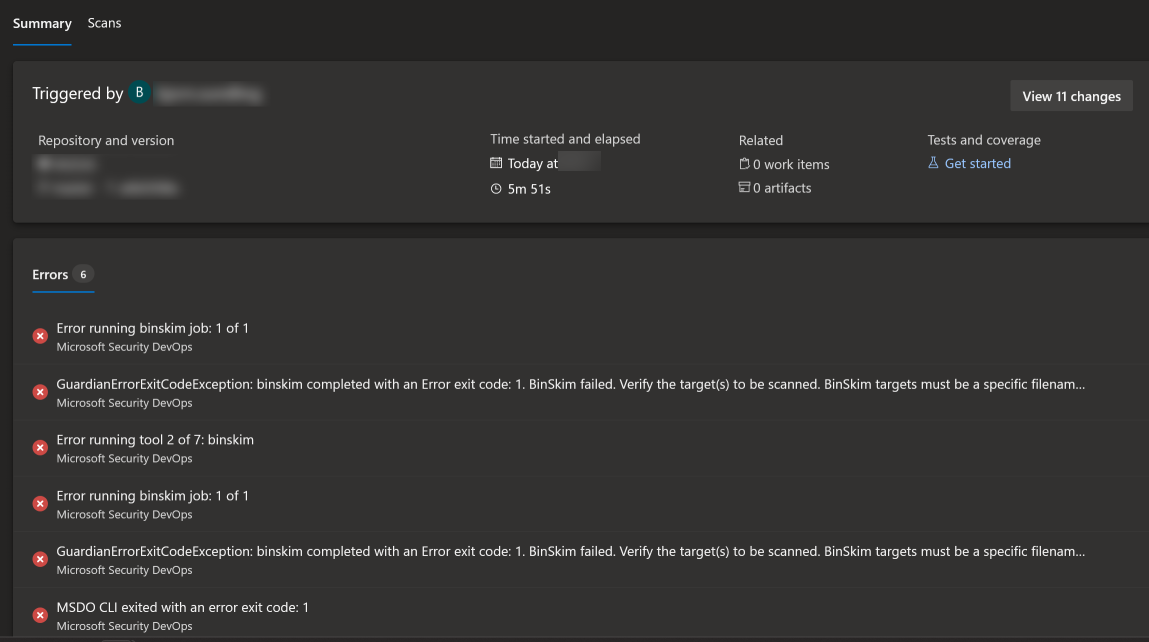 Summary Scans
Triggered by B
View 11 changes
Repository and version
Time started and elapsed
Today at
5m 51s
Related
0 work items
0 artifacts
Tests and coverage
Get started
Errors 6
Error running binskim job: 1 of 1
Microsoft Security DevOps
GuardianErrorExitCodeException: binskim completed with an Error exit code: 1. BinSkim failed. Verify the target(s) to be scanned. BinSkim targets must be a specific filenam...
Microsoft Security DevOps
Error running tool 2 of 7: binskim
Microsoft Security DevOps
Error running binskim job: 1 of 1
Microsoft Security DevOps
GuardianErrorExitCodeException: binskim completed with an Error exit code: 1. BinSkim failed. Verify the target(s) to be scanned. BinSkim targets must be a specific filenam...
Microsoft Security DevOps
MSDO CLI exited with an error exit code: 1
Microsoft Security DevOps